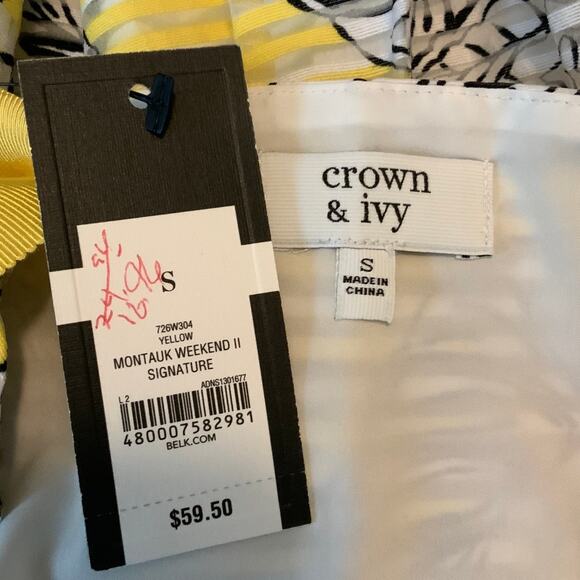 S
726W304
YELLOW
MONTAUK WEEKEND II
SIGNATURE
L 2
ADNS1301677
480007582981
BELK.COM
$59.50
crown
& ivy
S
MADE IN
CHINA